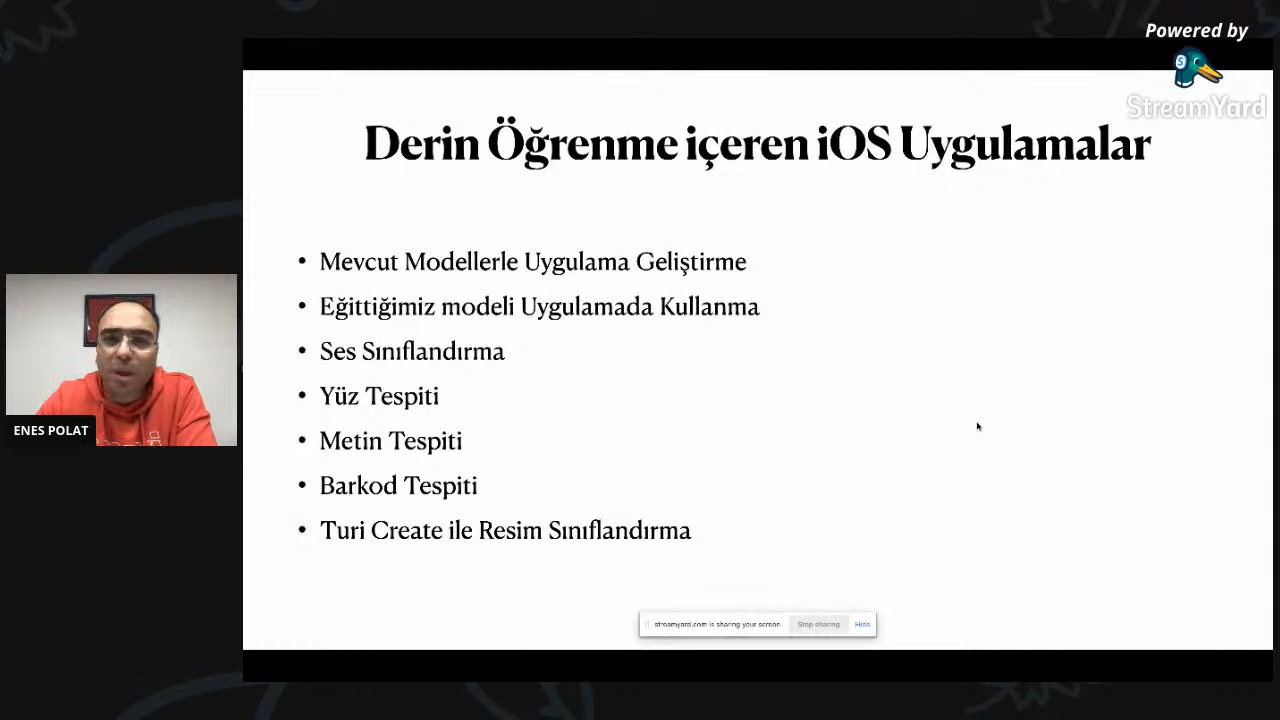 Powered by
StreamYard
Derin Öğrenme içeren iOS Uygulamalar
• Mevcut Modellerle Uygulama Geliştirme
• Eğittiğimiz modeli Uygulamada Kullanma
• Ses Sınıflandırma
• Yüz Tespiti
• Metin Tespiti
• Barkod Tespiti
• Turi Create ile Resim Sınıflandırma
ENES POLAT
streamyard.com is sharing your screen. Stop sharing Hide